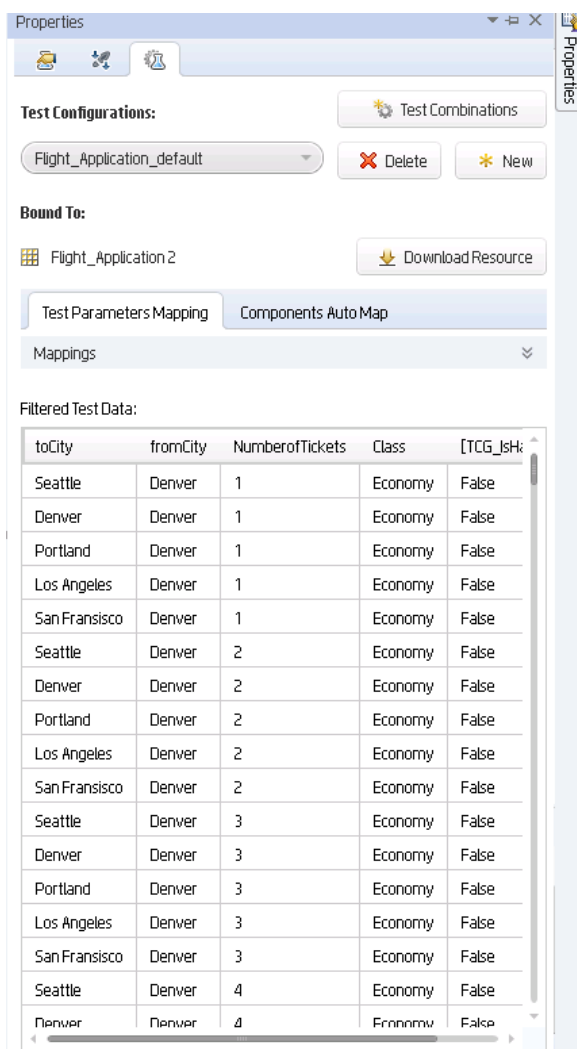 Properties
Properties
Test Configurations:
Test Combinations
Flight_Application_default
Delete
New
Bound To:
Flight_Application 2
Download Resource
Test Parameters Mapping Components Auto Map
Mappings
Filtered Test Data:
toCity fromCity NumberofTickets Class [TCG_IsHa
Seattle Denver 1 Economy False
Denver Denver 1 Economy False
Portland Denver 1 Economy False
Los Angeles Denver 1 Economy False
San Fransisco Denver 1 Economy False
Seattle Denver 2 Economy False
Denver Denver 2 Economy False
Portland Denver 2 Economy False
Los Angeles Denver 2 Economy False
San Fransisco Denver 2 Economy False
Seattle Denver 3 Economy False
Denver Denver 3 Economy False
Portland Denver 3 Economy False
Los Angeles Denver 3 Economy False
San Fransisco Denver 3 Economy False
Seattle Denver 4 Economy False
Denver Denver 4 Economy False